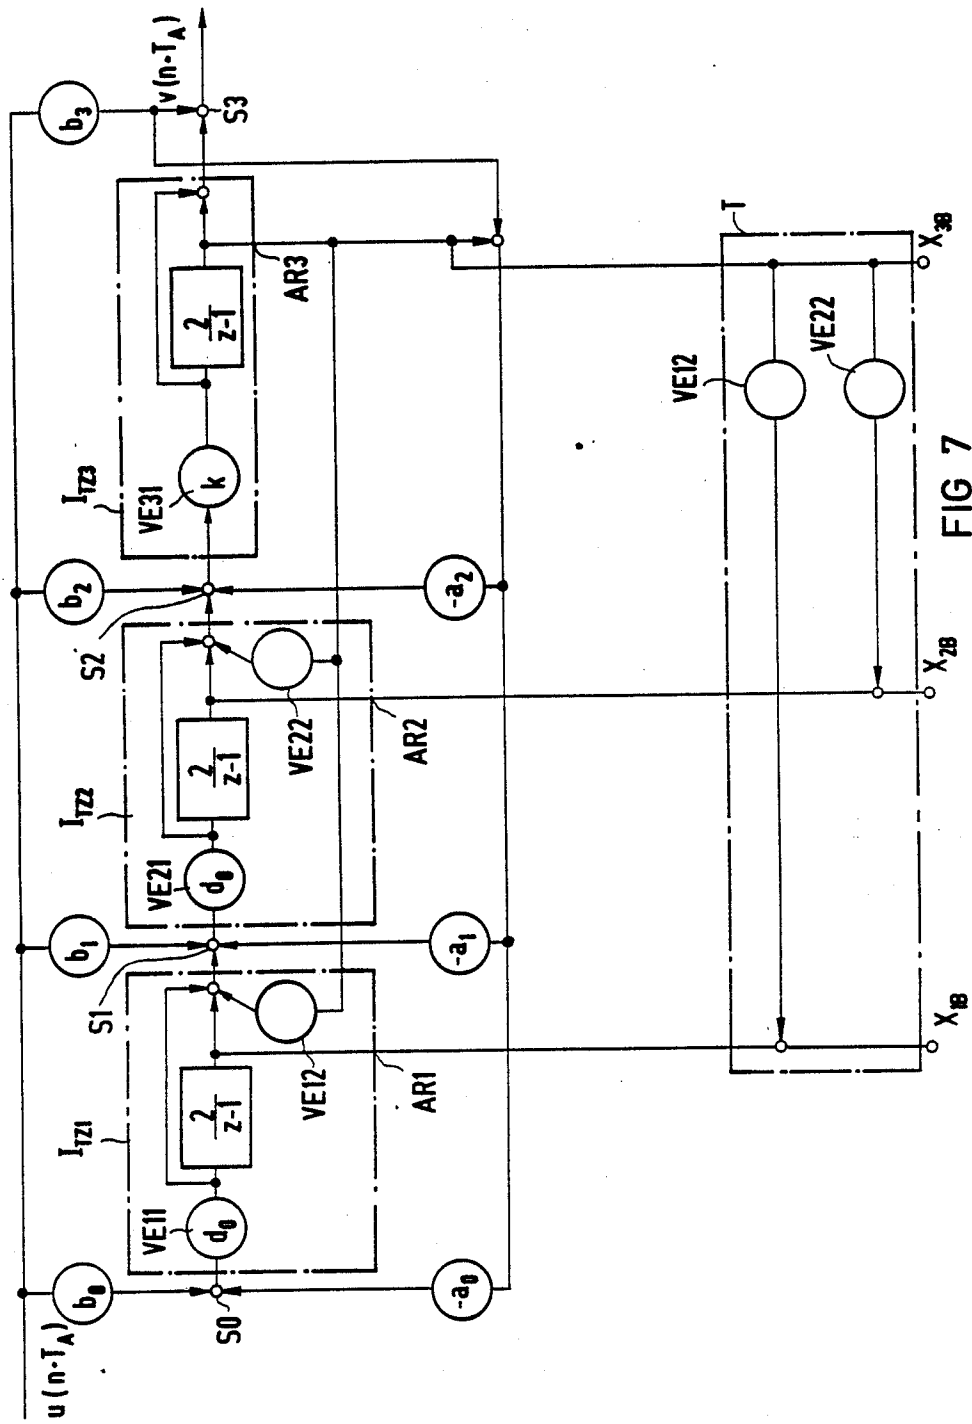 u(n·T_A)
b_0
b_1
b_2
b_3
v(n·T_A)
I_TZ1
I_TZ2
I_TZ3
VE11
VE21
VE31
S0
d_0
2/z-1
S1
d_0
2/z-1
S2
k
2/z-1
S3
VE12
VE22
AR1
AR2
AR3
-a_0
-a_1
-a_2
T
VE12
VE22
X_1B
X_2B
X_3B
FIG 7